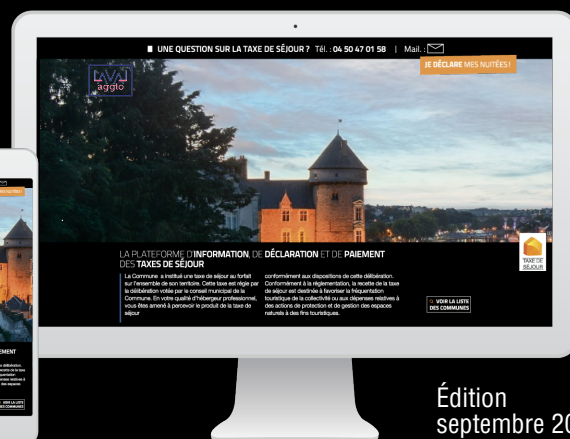 UNE QUESTION SUR LA TAXE DE SÉJOUR ? Tél. : 04 50 47 01 58 | Mail. :
JE DÉCLARE MES NUITÉES !
LAVAL
agglo
LA PLATEFORME D'INFORMATION, DE DÉCLARATION ET DE PAIEMENT
DES TAXES DE SÉJOUR
La Commune a institué une taxe de séjour au forfait
sur l'ensemble de son territoire. Cette taxe est régie par
la délibération votée par le conseil municipal de la
Commune. En votre qualité d'hébergeur professionnel,
vous êtes amené à percevoir le produit de la taxe de
séjour
conformément aux dispositions de cette délibération.
Conformément à la réglementation, la recette de la taxe
de séjour est destinée à favoriser la fréquentation
touristique de la collectivité ou aux dépenses relatives à
des actions de protection et de gestion des espaces
naturels à des fins touristiques.
VOIR LA LISTE
DES COMMUNES
TAXE DE
SÉJOUR
Édition
septembre 20